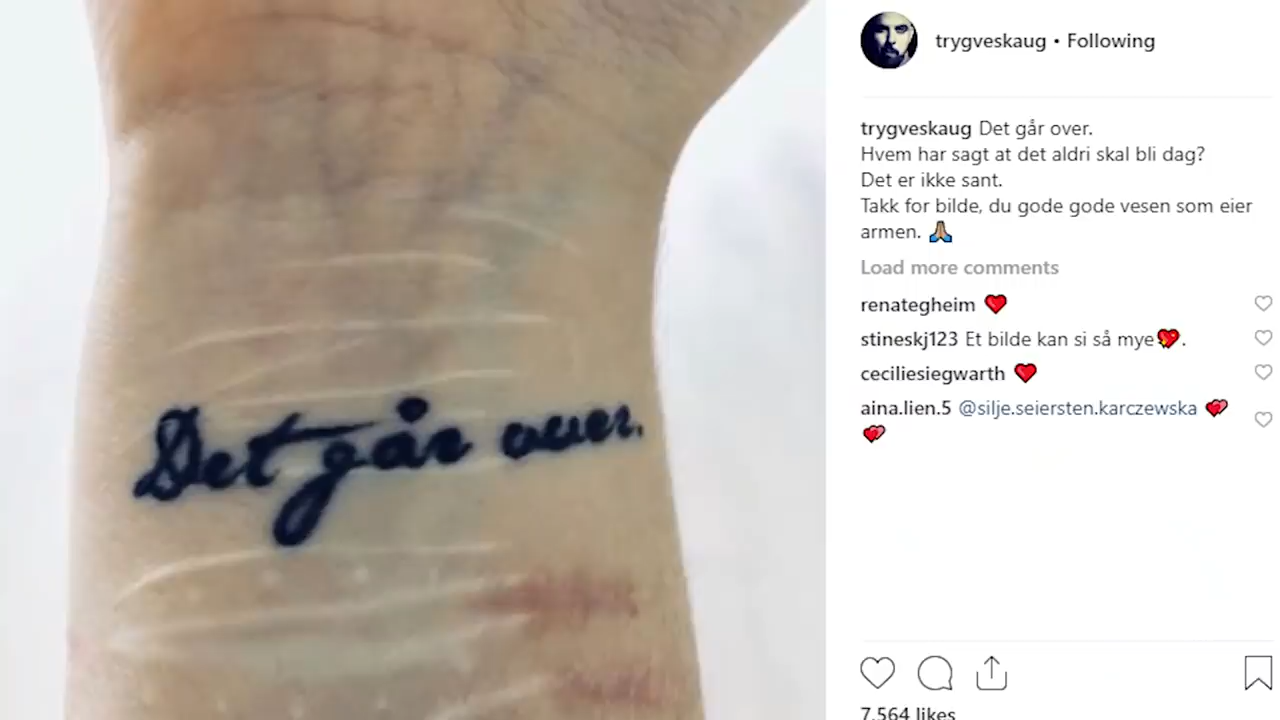 Det går over.
trygveskaug • Following
trygveskaug Det går over.
Hvem har sagt at det aldri skal bli dag?
Det er ikke sant.
Takk for bilde, du gode gode vesen som eier
armen. 🙏🏽
Load more comments
renategheim ❤️
stineskj123 Et bilde kan si så mye💖.
ceciliesiegwarth ❤️
aina.lien.5 @silje.seiersten.karczewska 💕
💕
7,564 likes